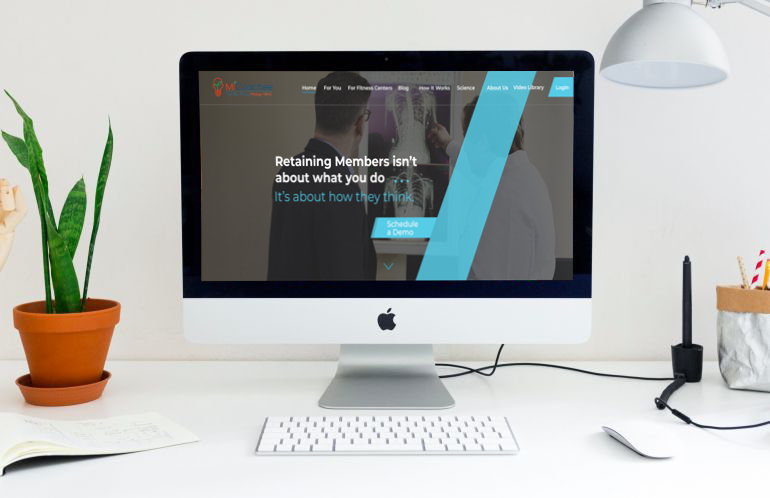 Home For You For Fitness Centers Blog How It Works Science About Us Video Library Login
Retaining Members isn't
about what you do
It's about how they think
Schedule
a Demo